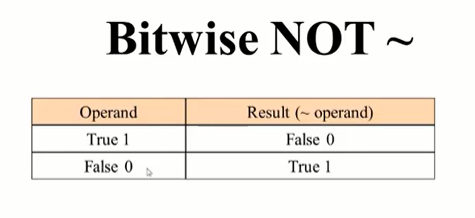 Bitwise NOT ~
Operand Result (~ operand)
True 1 False 0
False 0 True 1